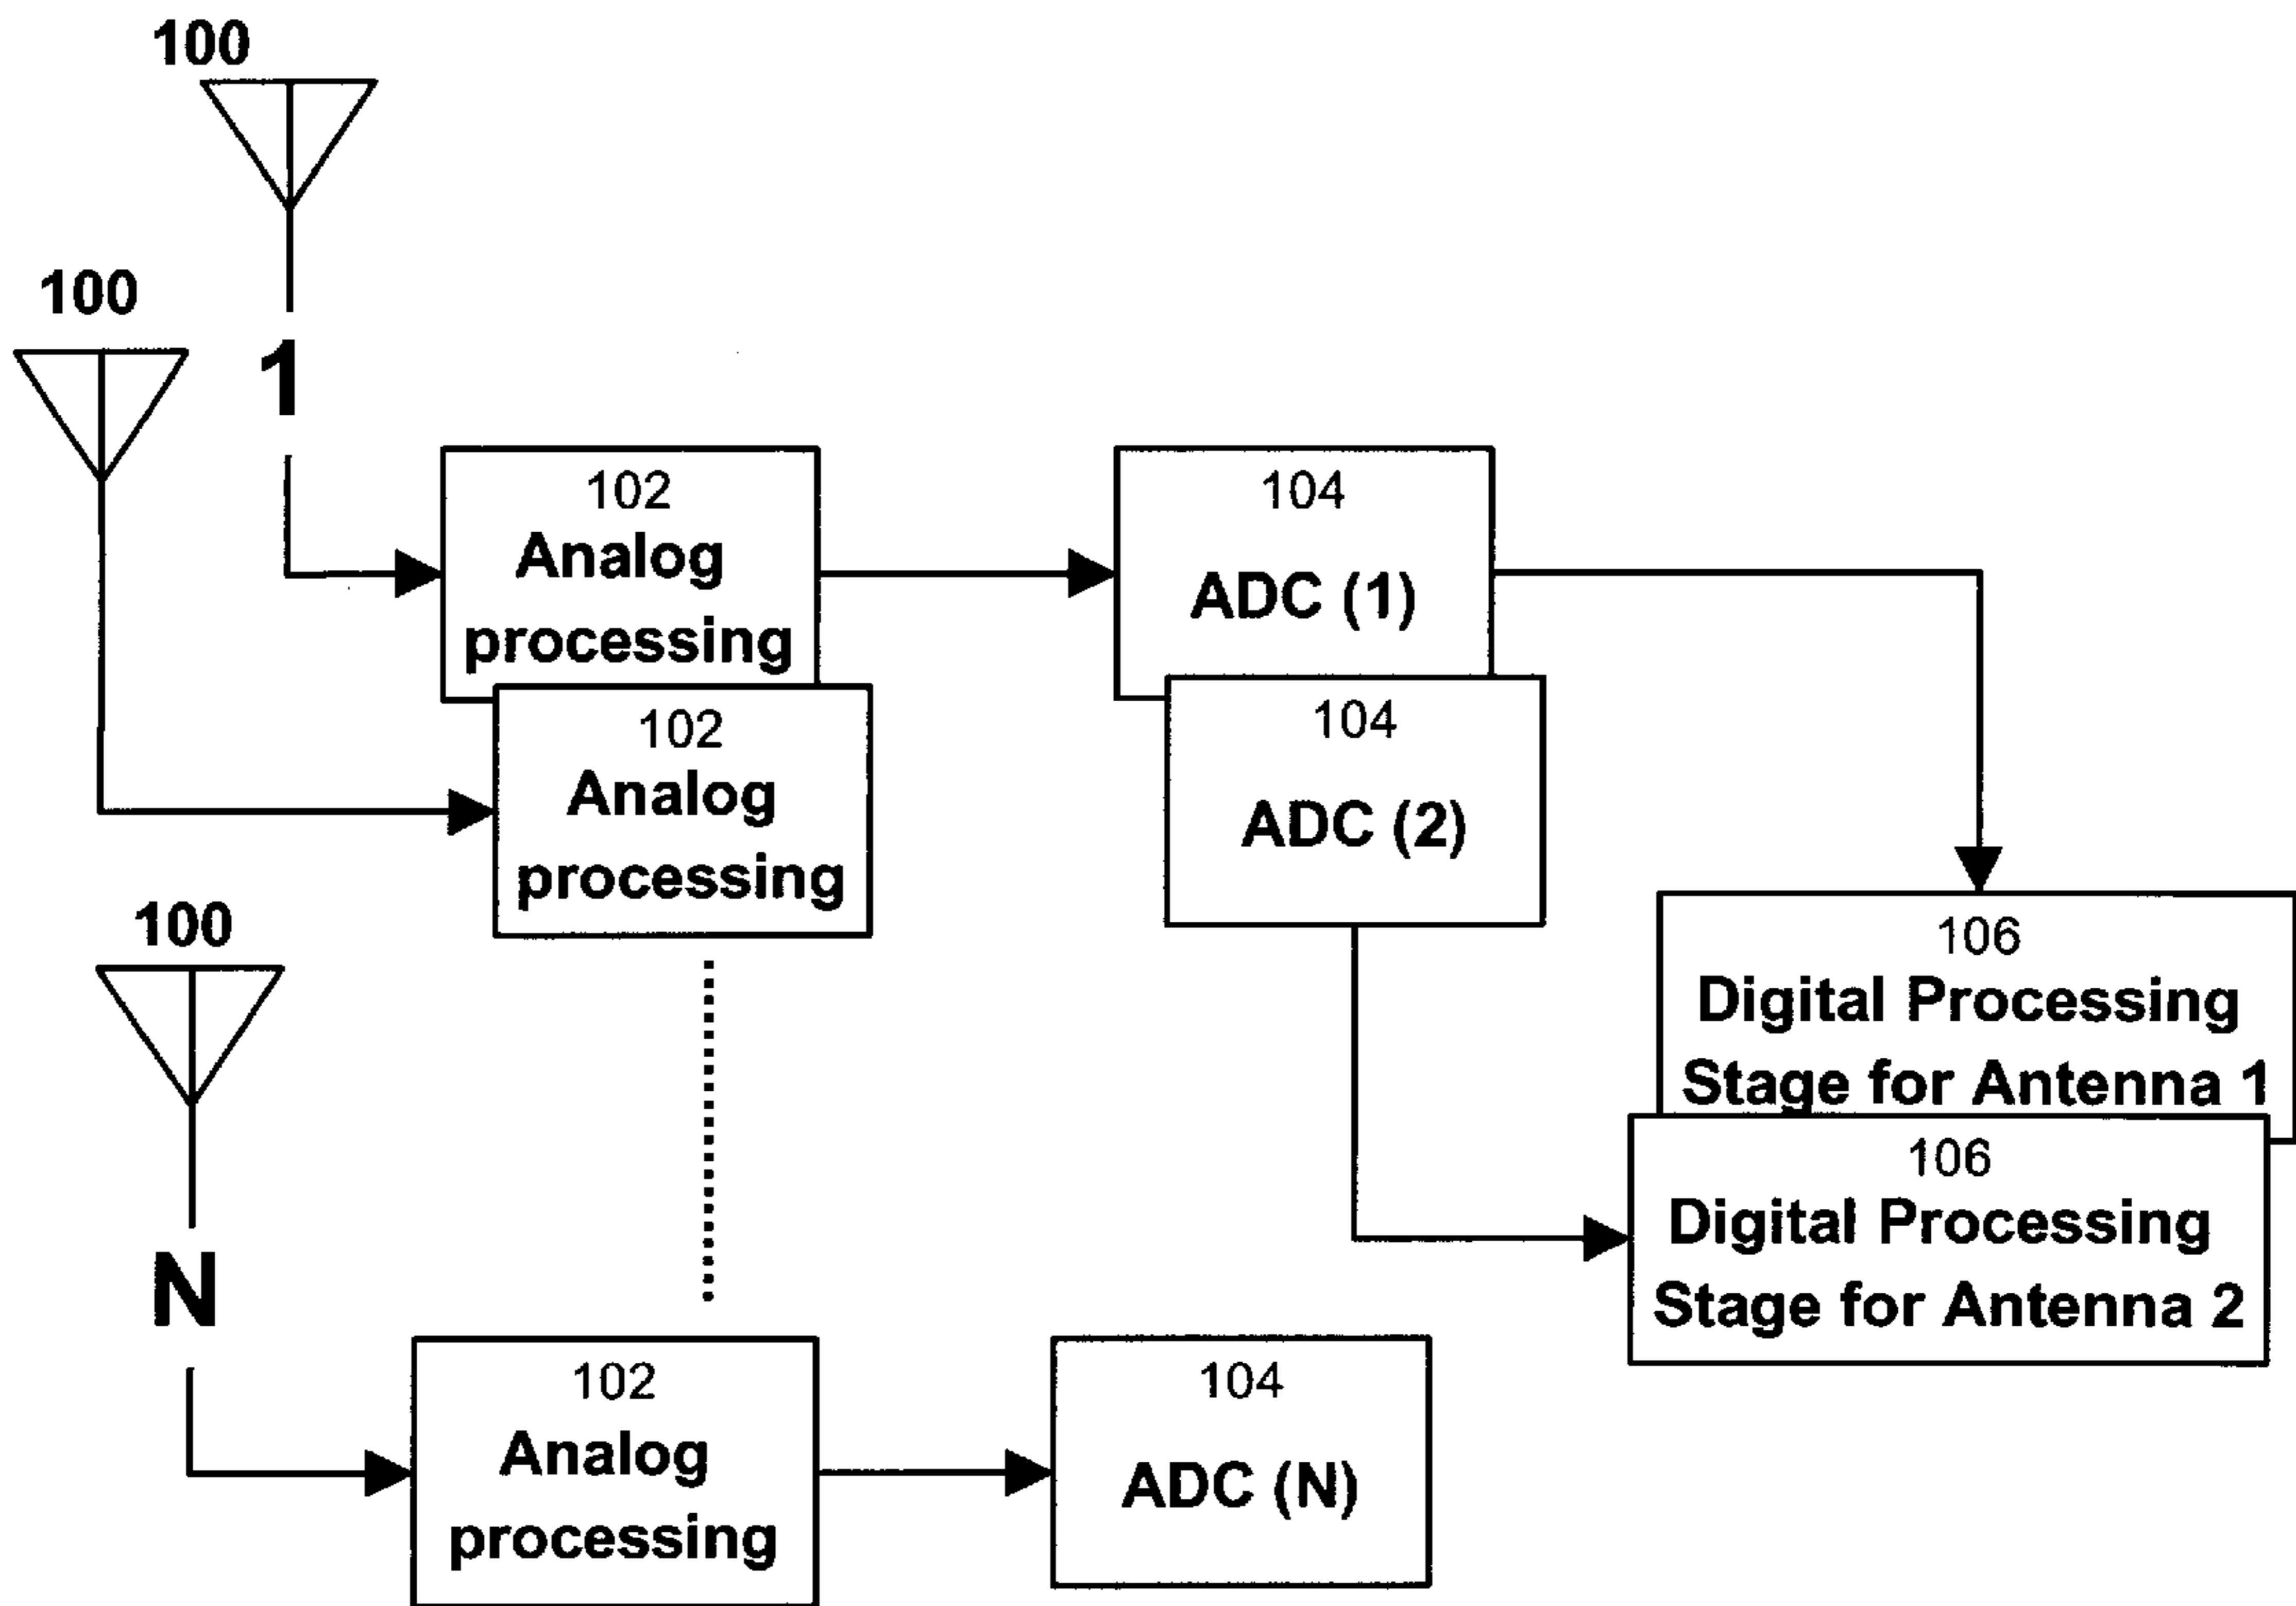 100
100
1
102
Analog
processing
104
ADC (1)
102
Analog
processing
104
ADC (2)
100
106
Digital Processing
Stage for Antenna 1
106
Digital Processing
Stage for Antenna 2
N
102
Analog
processing
104
ADC (N)